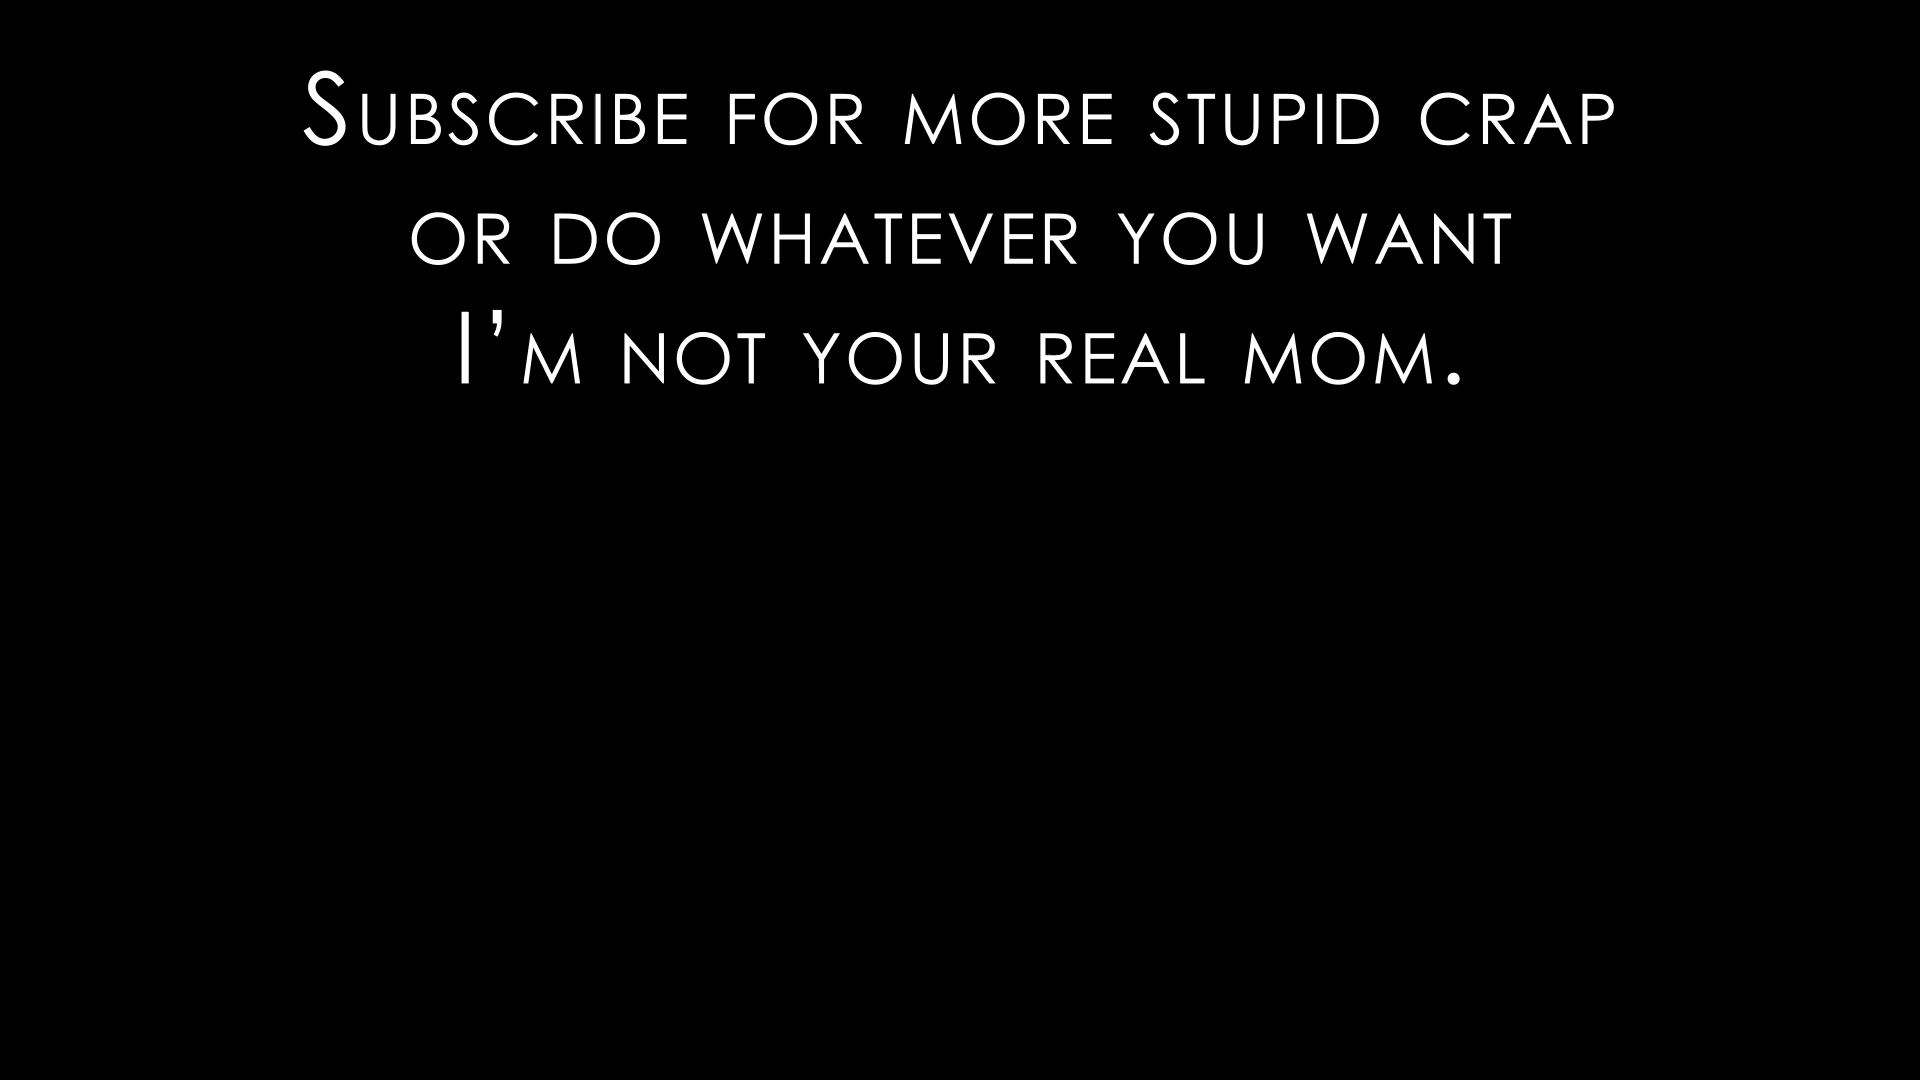 Subscribe for more stupid crap
or do whatever you want
I’m not your real mom.